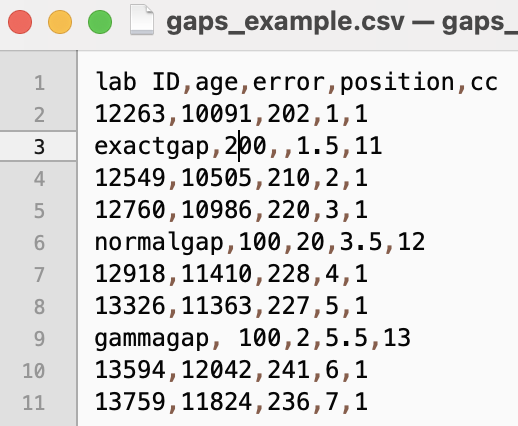 gaps_example.csv — gaps_
1 lab ID,age,error,position,cc
2 12263,10091,202,1,1
3 exactgap,200,,1.5,11
4 12549,10505,210,2,1
5 12760,10986,220,3,1
6 normalgap,100,20,3.5,12
7 12918,11410,228,4,1
8 13326,11363,227,5,1
9 gammagap, 100,2,5.5,13
10 13594,12042,241,6,1
11 13759,11824,236,7,1